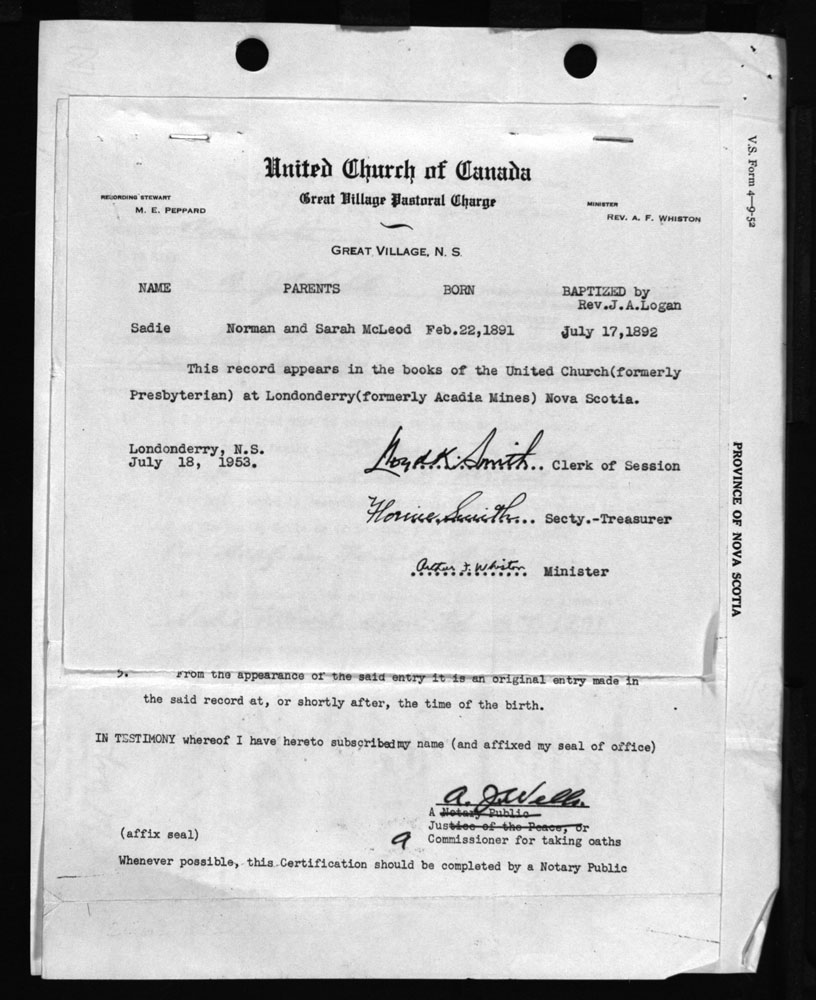 United Church of Canada
Great Village Pastoral Charge
RECORDING STEWART
M. E. PEPPARD
MINISTER
REV. A. F. WHISTON
GREAT VILLAGE, N. S.
NAME PARENTS BORN BAPTIZED by
Rev.J.A.Logan
Sadie Norman and Sarah McLeod Feb.22,1891 July 17,1892
This record appears in the books of the United Church(formerly
Presbyterian) at Londonderry(formerly Acadia Mines) Nova Scotia.
Londonderry, N.S.
July 18, 1953.
Lloyd K. Smith.. Clerk of Session
Smith... Secty.-Treasurer
Arthur F. Whiston Minister
5. From the appearance of the said entry it is an original entry made in
the said record at, or shortly after, the time of the birth.
IN TESTIMONY whereof I have hereto subscribed my name (and affixed my seal of office)
A. J. Wells
A Notary Public
Justice of the Peace, or
(affix seal) a Commissioner for taking oaths
Whenever possible, this Certification should be completed by a Notary Public
V.S. Form 4—9-52
PROVINCE OF NOVA SCOTIA